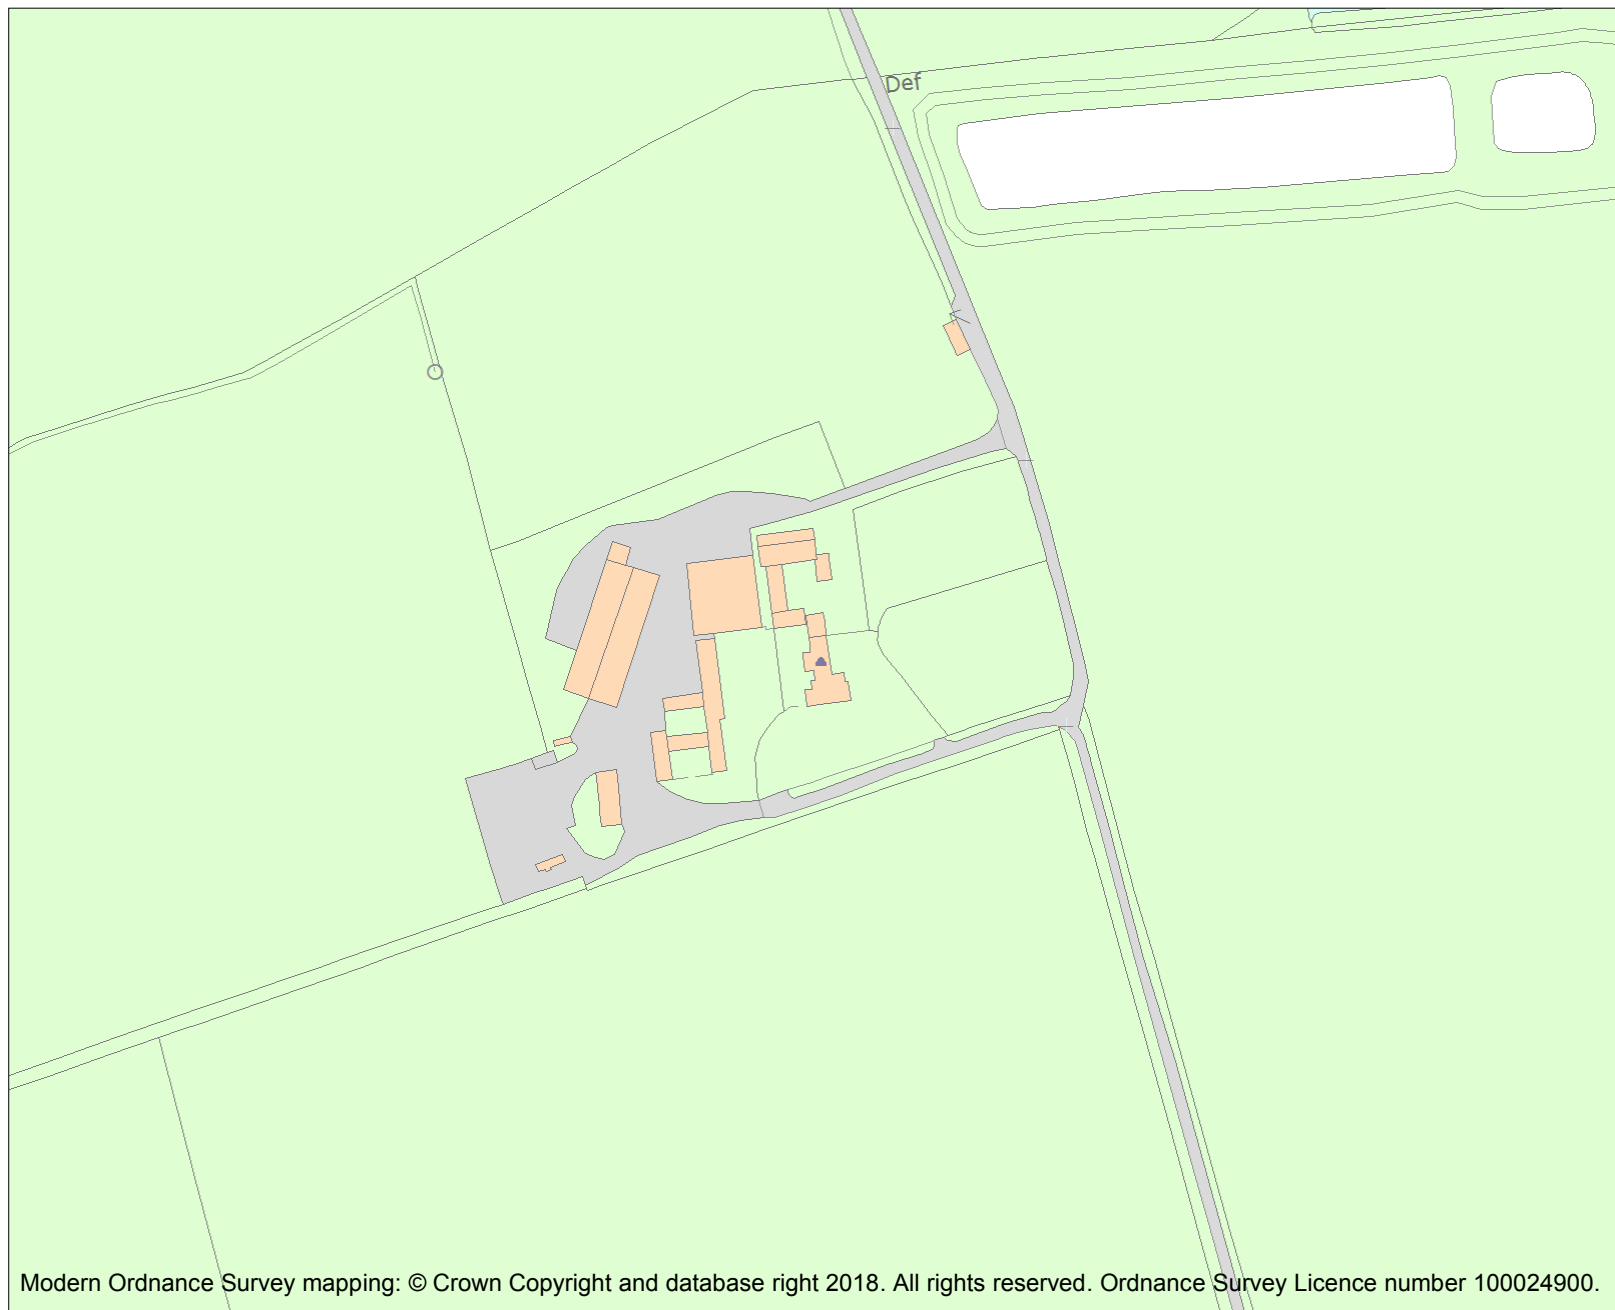 Def
Modern Ordnance Survey mapping: © Crown Copyright and database right 2018. All rights reserved. Ordnance Survey Licence number 100024900.